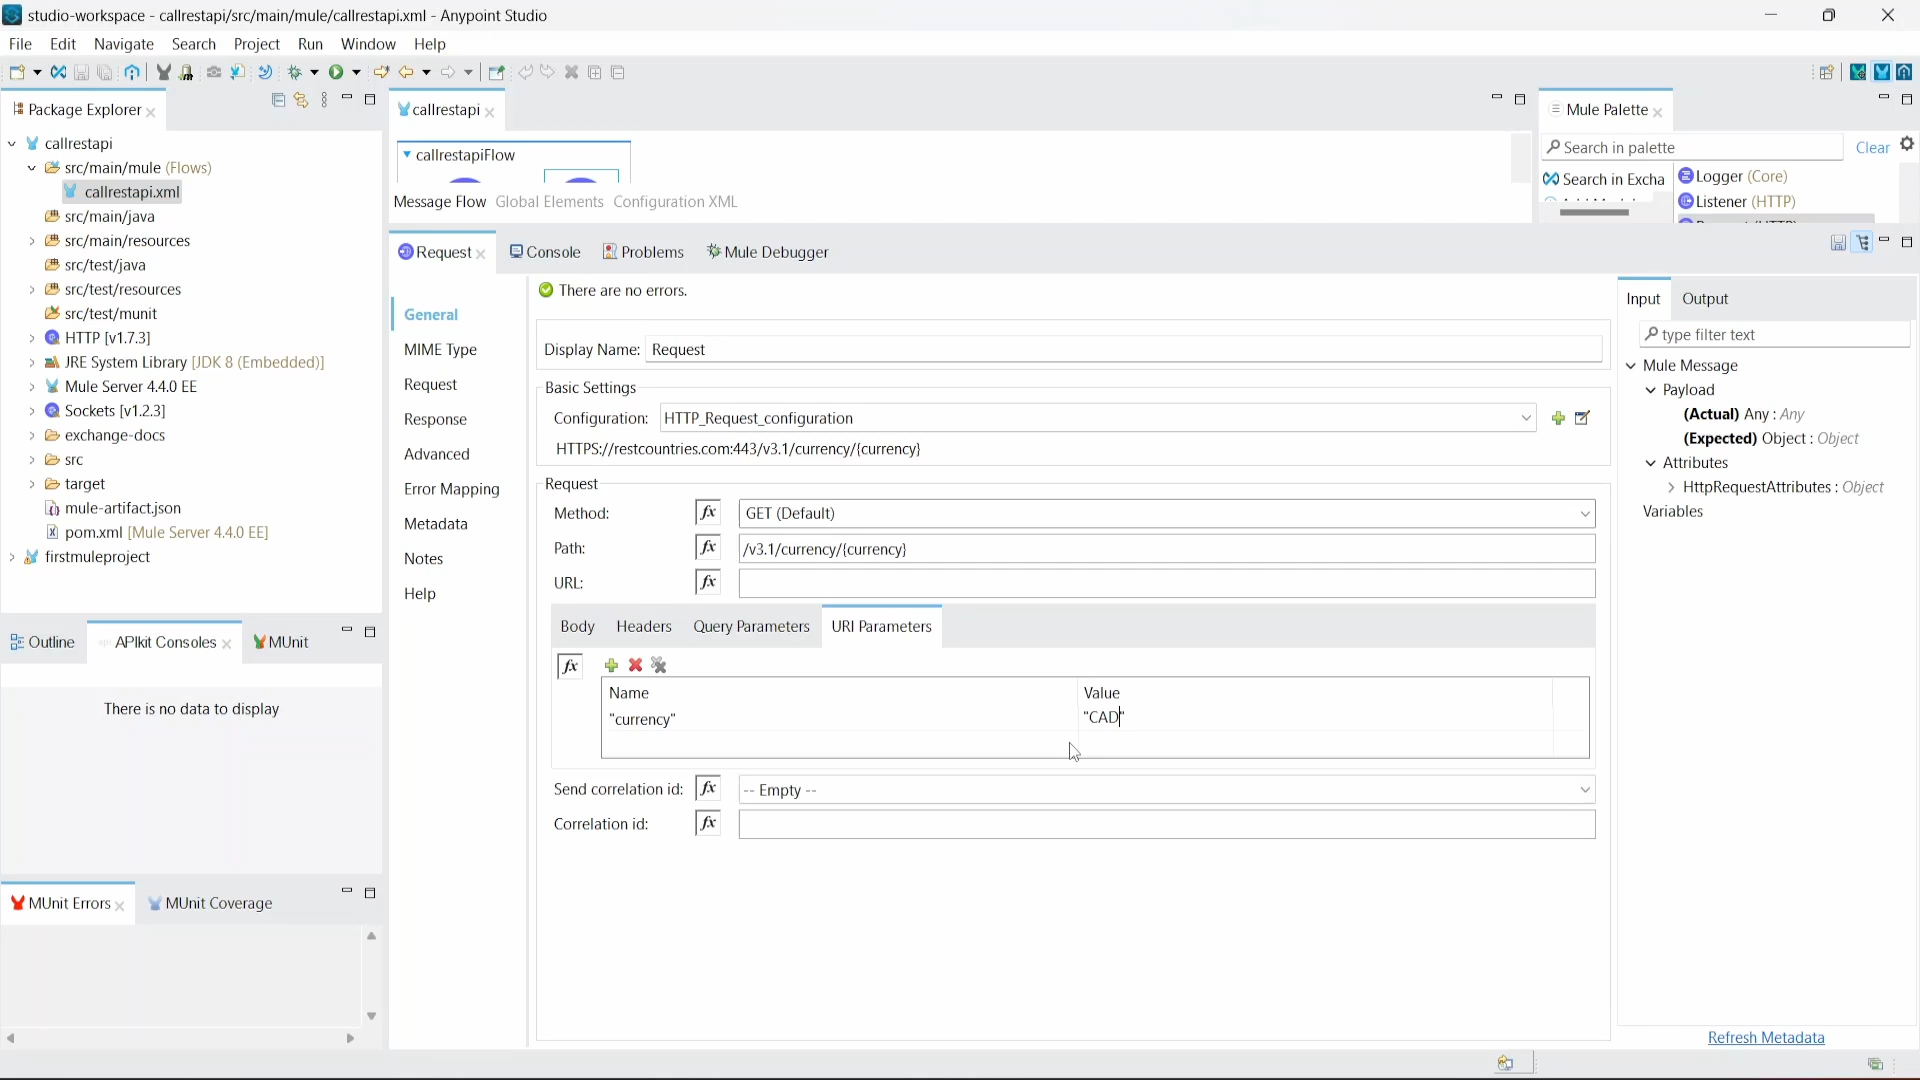 studio-workspace - callrestapi/src/main/mule/callrestapi.xml - Anypoint Studio
File Edit Navigate Search Project Run Window Help
Package Explorer
callrestapi
src/main/mule (Flows)
callrestapi.xml
src/main/java
src/main/resources
src/test/java
src/test/resources
src/test/munit
HTTP [v1.7.3]
JRE System Library [JDK 8 (Embedded)]
Mule Server 4.4.0 EE
Sockets [v1.2.3]
exchange-docs
src
target
mule-artifact.json
pom.xml [Mule Server 4.4.0 EE]
firstmuleproject
Outline APIkit Consoles MUnit
There is no data to display
MUnit Errors MUnit Coverage
callrestapi
callrestapiFlow
Message Flow Global Elements Configuration XML
Mule Palette
Search in palette Clear
Search in Excha
Logger (Core)
Listener (HTTP)
Request Console Problems Mule Debugger
General
MIME Type
Request
Response
Advanced
Error Mapping
Metadata
Notes
Help
There are no errors.
Display Name: Request
Basic Settings
Configuration: HTTP_Request_configuration
HTTPS://restcountries.com:443/v3.1/currency/{currency}
Request
Method: fx GET (Default)
Path: fx /v3.1/currency/{currency}
URL: fx
Body Headers Query Parameters URI Parameters
fx
Name Value
"currency" "CAD"
Send correlation id: fx -- Empty --
Correlation id: fx
Input Output
type filter text
Mule Message
Payload
(Actual) Any : Any
(Expected) Object : Object
Attributes
HttpRequestAttributes : Object
Variables
Refresh Metadata